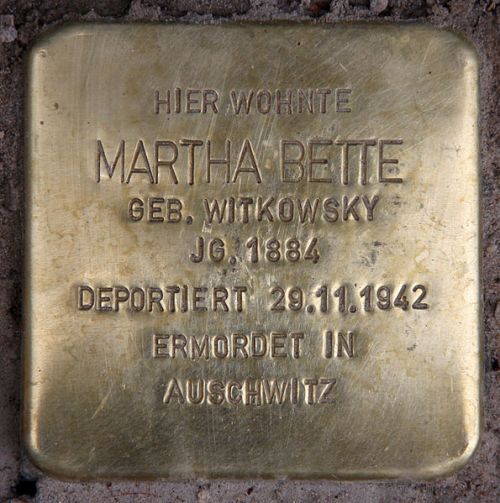 HIER WOHNTE
MARTHA BETTE
GEB. WITKOWSKY
JG. 1884
DEPORTIERT 29.11.1942
ERMORDET IN
AUSCHWITZ